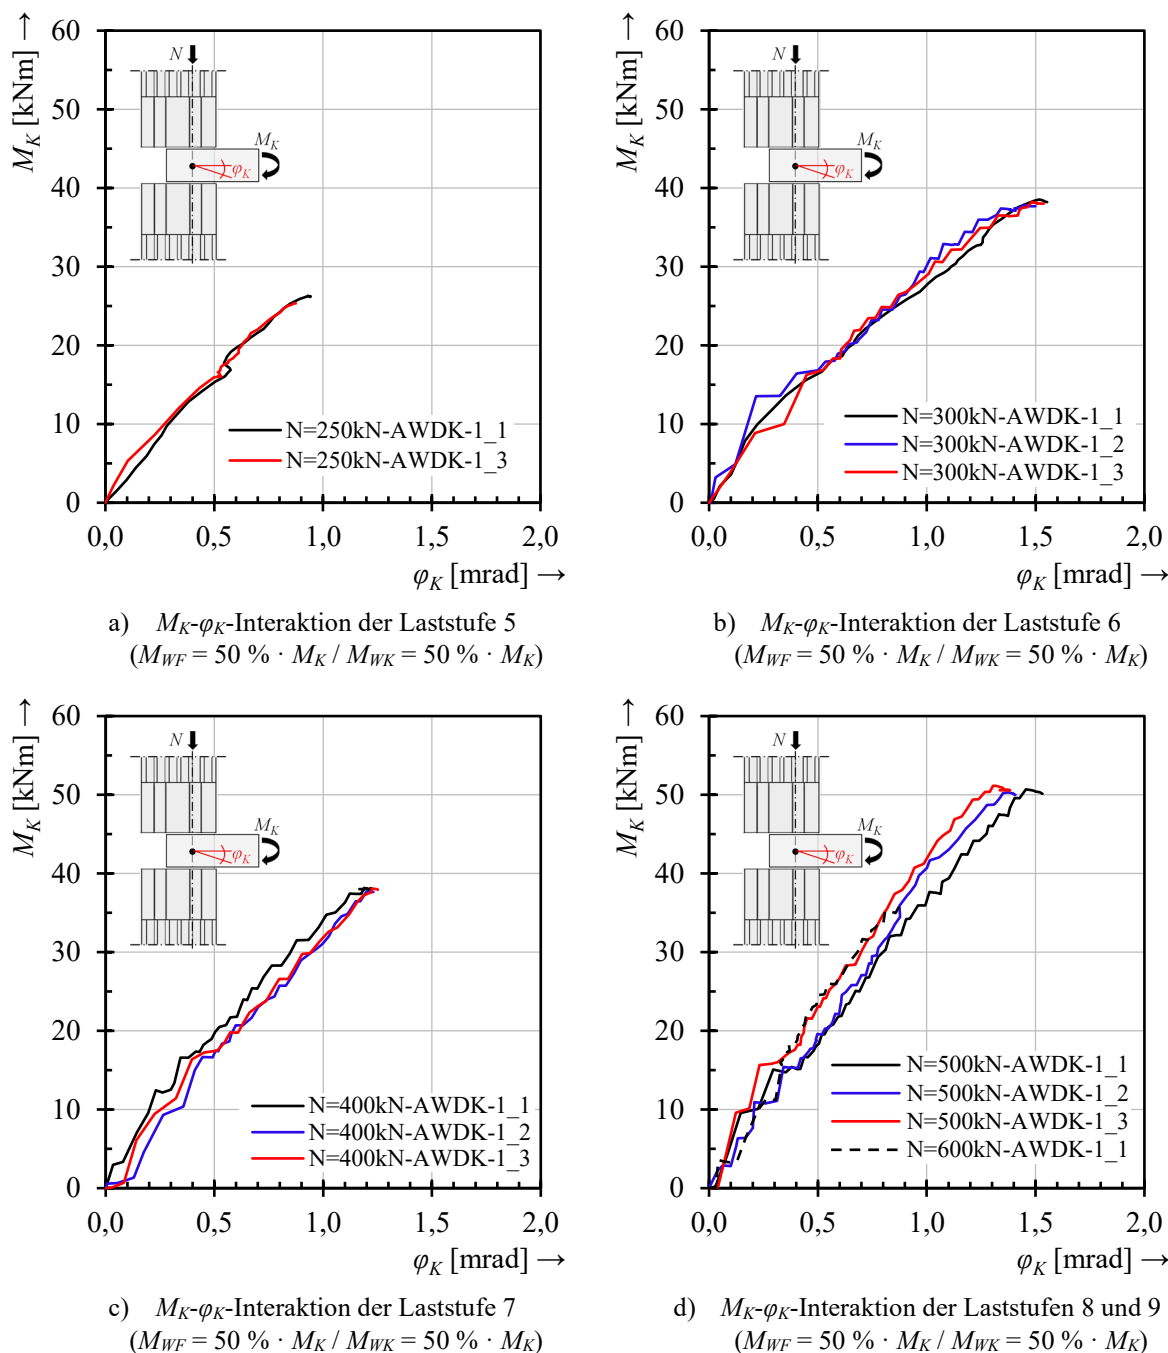 M_K [kNm] →
60
50
40
30
20
10
0
N
M_K
φ_K
N=250kN-AWDK-1_1
N=250kN-AWDK-1_3
0,0 0,5 1,0 1,5 2,0
φ_K [mrad] →
a) M_K-φ_K-Interaktion der Laststufe 5
(M_WF = 50 % · M_K / M_WK = 50 % · M_K)
M_K [kNm] →
60
50
40
30
20
10
0
N
M_K
φ_K
N=300kN-AWDK-1_1
N=300kN-AWDK-1_2
N=300kN-AWDK-1_3
0,0 0,5 1,0 1,5 2,0
φ_K [mrad] →
b) M_K-φ_K-Interaktion der Laststufe 6
(M_WF = 50 % · M_K / M_WK = 50 % · M_K)
M_K [kNm] →
60
50
40
30
20
10
0
N
M_K
φ_K
N=400kN-AWDK-1_1
N=400kN-AWDK-1_2
N=400kN-AWDK-1_3
0,0 0,5 1,0 1,5 2,0
φ_K [mrad] →
c) M_K-φ_K-Interaktion der Laststufe 7
(M_WF = 50 % · M_K / M_WK = 50 % · M_K)
M_K [kNm] →
60
50
40
30
20
10
0
N
M_K
φ_K
N=500kN-AWDK-1_1
N=500kN-AWDK-1_2
N=500kN-AWDK-1_3
N=600kN-AWDK-1_1
0,0 0,5 1,0 1,5 2,0
φ_K [mrad] →
d) M_K-φ_K-Interaktion der Laststufen 8 und 9
(M_WF = 50 % · M_K / M_WK = 50 % · M_K)